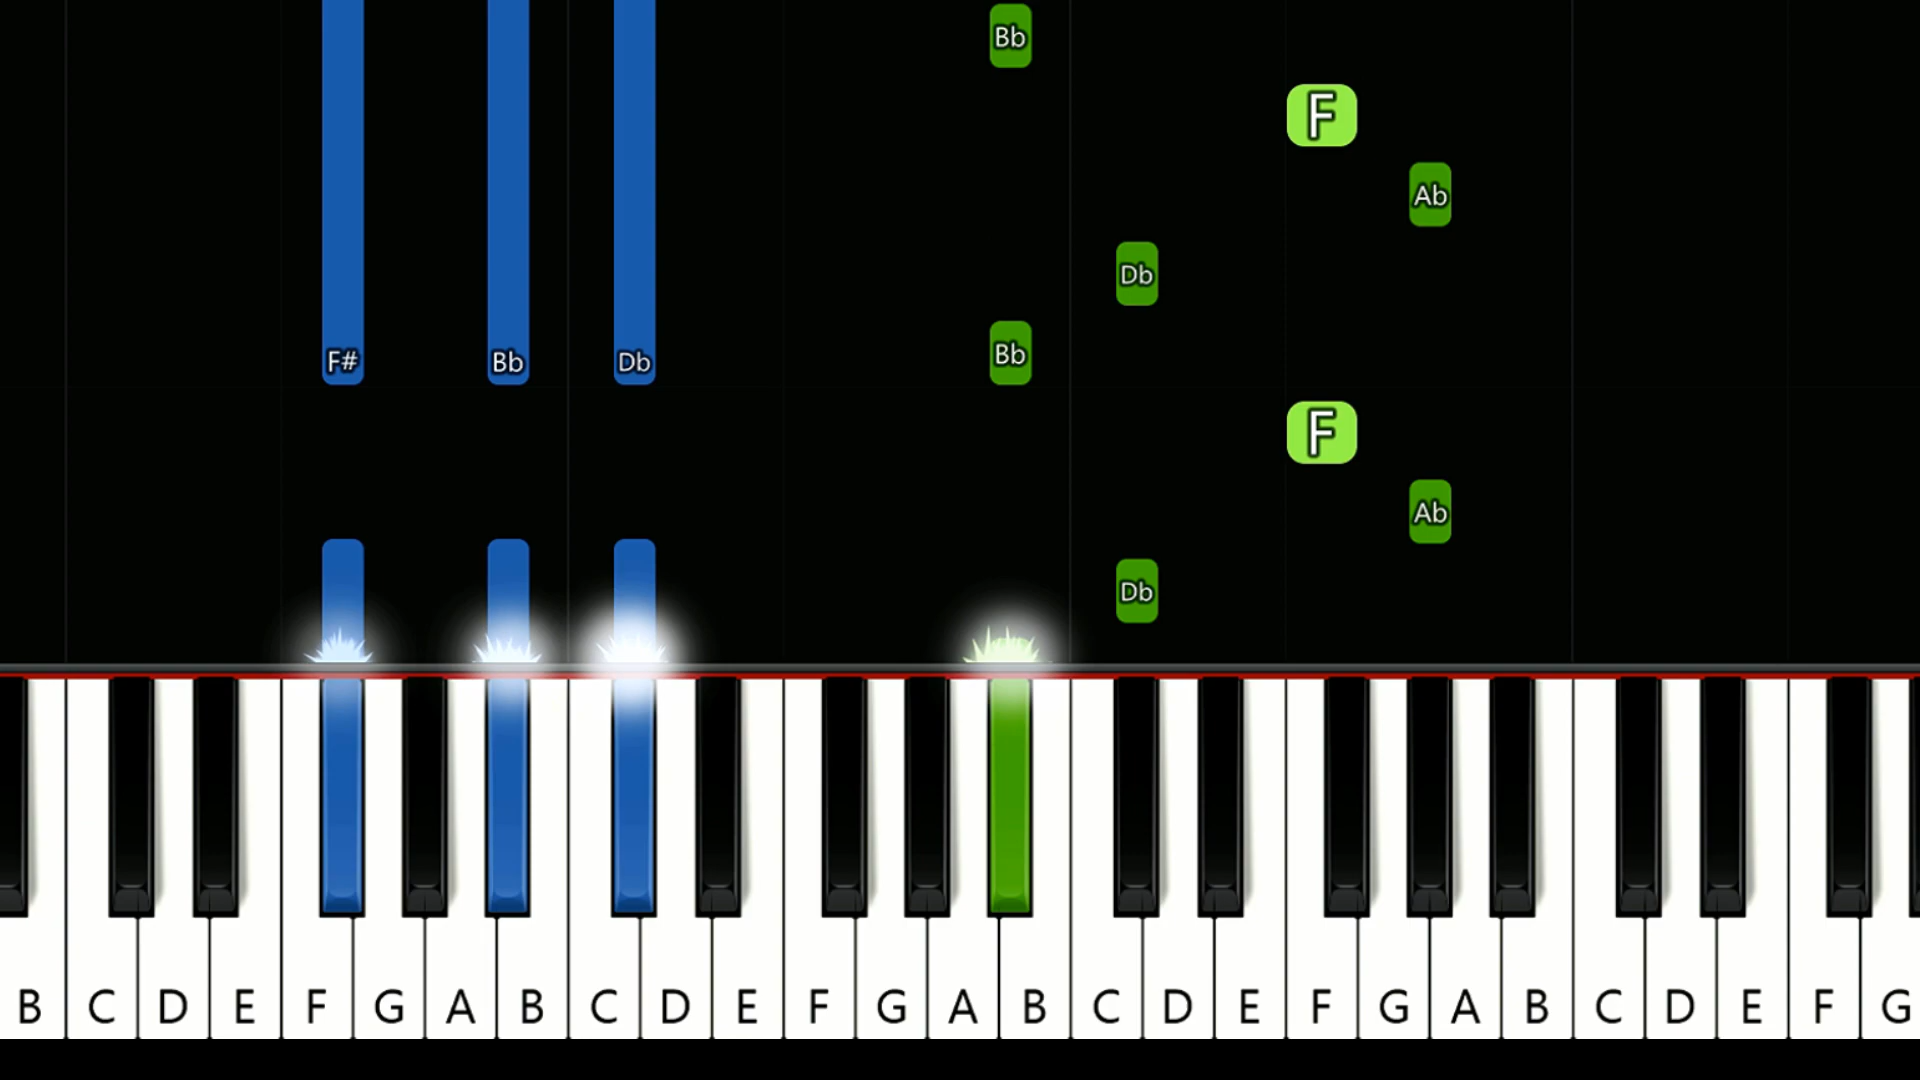 Bb
F
Ab
Db
F# Bb Db Bb
F
Ab
Db
B C D E F G A B C D E F G A B C D E F G A B C D E F G